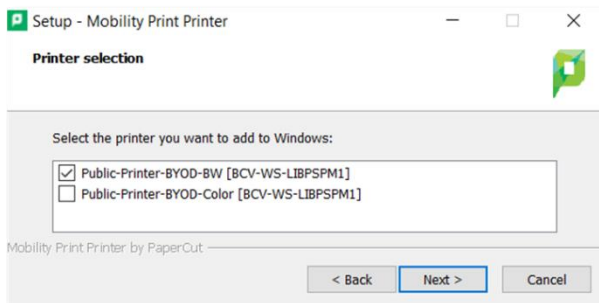 Setup - Mobility Print Printer
Printer selection
Select the printer you want to add to Windows:
Public-Printer-BYOD-BW [BCV-WS-LIBPSPM1]
Public-Printer-BYOD-Color [BCV-WS-LIBPSPM1]
Mobility Print Printer by PaperCut
< Back Next > Cancel